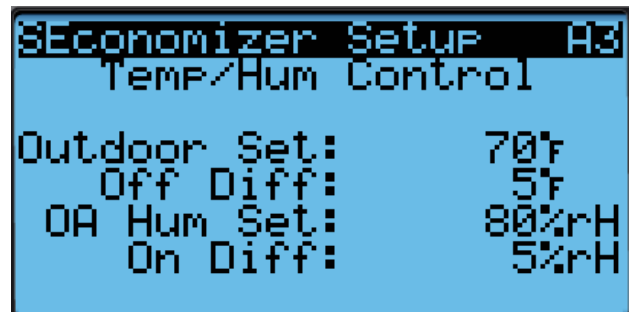 SEconomizer Setup A3
Temp/Hum Control
Outdoor Set: 70°F
Off Diff: 5°F
OA Hum Set: 80%rH
On Diff: 5%rH